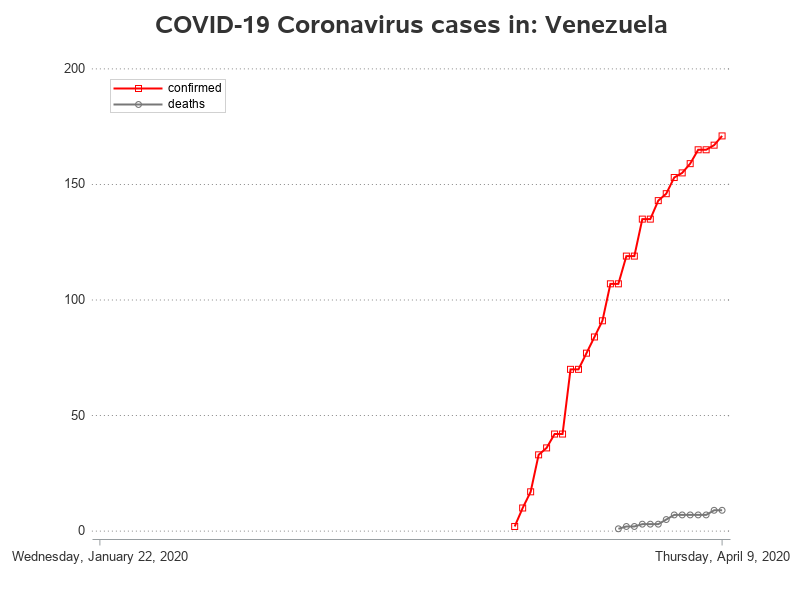 COVID-19 Coronavirus cases in: Venezuela
200
confirmed
deaths
150
100
50
0
Wednesday, January 22, 2020
Thursday, April 9, 2020